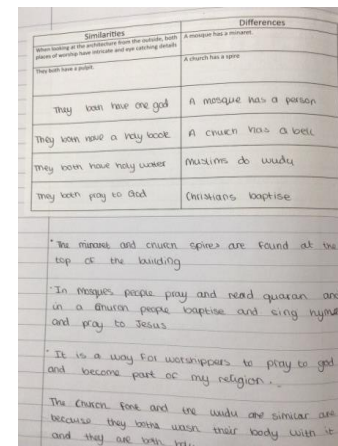 Similarities
Differences
When looking at the architecture from the outside, both
places of worship have intricate and eye catching details
A mosque has a minaret.
They both have a pulpit.
A church has a spire
They both have one god
A mosque has a person
They both have a holy book
A church has a bell
They both have holy water
Muslims do wudu
They both pray to God
Christians baptise
The minaret and church spires are found at the
top of the building
In mosques people pray and read quaran and
in a church people baptise and sing hyms
and pray to Jesus
It is a way for worshippers to pray to god
and become part of my religion.
The Church font and the wudu are similar are
because they boths wash their body with it
and they are both